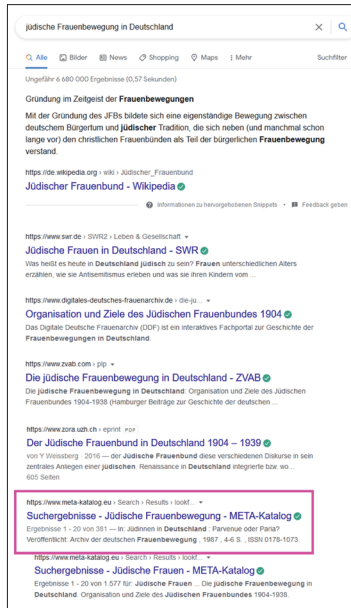 jüdische Frauenbewegung in Deutschland
Alle Bilder News Shopping Maps Mehr Suchfilter
Ungefähr 6 680 000 Ergebnisse (0,57 Sekunden)
Gründung im Zeitgeist der Frauenbewegungen
Mit der Gründung des JFBs bildete sich eine eigenständige Bewegung zwischen
deutschem Bürgertum und jüdischer Tradition, die sich neben (und manchmal schon
lange vor) den christlichen Frauenbünden als Teil der bürgerlichen Frauenbewegung
verstand.
https://de.wikipedia.org › wiki › Jüdischer_Frauenbund
Jüdischer Frauenbund - Wikipedia
Informationen zu hervorgehobenen Snippets • Feedback geben
https://www.swr.de › SWR2 › Leben & Gesellschaft
Jüdische Frauen in Deutschland - SWR
Was heißt es heute in Deutschland jüdisch zu sein? Frauen unterschiedlichen Alters
erzählen, wie sie Antisemitismus erleben und was sie ihren Kindern vom ...
https://www.digitales-deutsches-frauenarchiv.de › die-ju...
Organisation und Ziele des Jüdischen Frauenbundes 1904
Das Digitale Deutsche Frauenarchiv (DDF) ist ein interaktives Fachportal zur Geschichte der
Frauenbewegungen in Deutschland.
https://www.zvab.com › plp
Die jüdische Frauenbewegung in Deutschland - ZVAB
Die jüdische Frauenbewegung in Deutschland: Organisation und Ziele des Jüdischen
Frauenbundes 1904-1938 (Hamburger Beiträge zur Geschichte der deutschen ...
https://www.zora.uzh.ch › eprint PDF
Der Jüdische Frauenbund in Deutschland 1904 – 1939
von Y Weissberg · 2016 — der Jüdische Frauenbund diese verschiedenen Diskurse in sein
zentrales Anliegen einer jüdischen. Renaissance in Deutschland integrierte bzw. wo...
605 Seiten
https://www.meta-katalog.eu › Search › Results › lookf...
Suchergebnisse - Jüdische Frauenbewegung - META-Katalog
Ergebnisse 1 - 20 von 381 — In: Jüdinnen in Deutschland : Parvenue oder Paria?
Veröffentlicht: Archiv der deutschen Frauenbewegung , 1987 , 4-6 S. , ISSN 0178-1073.
https://www.meta-katalog.eu › Search › Results › lookf...
Suchergebnisse - Jüdische Frauen - META-Katalog
Ergebnisse 1 - 20 von 1.577 für: Jüdische Frauen ... Die jüdische Frauenbewegung in
Deutschland: Organisation und Ziele des Jüdischen Frauenbundes 1904-1938.